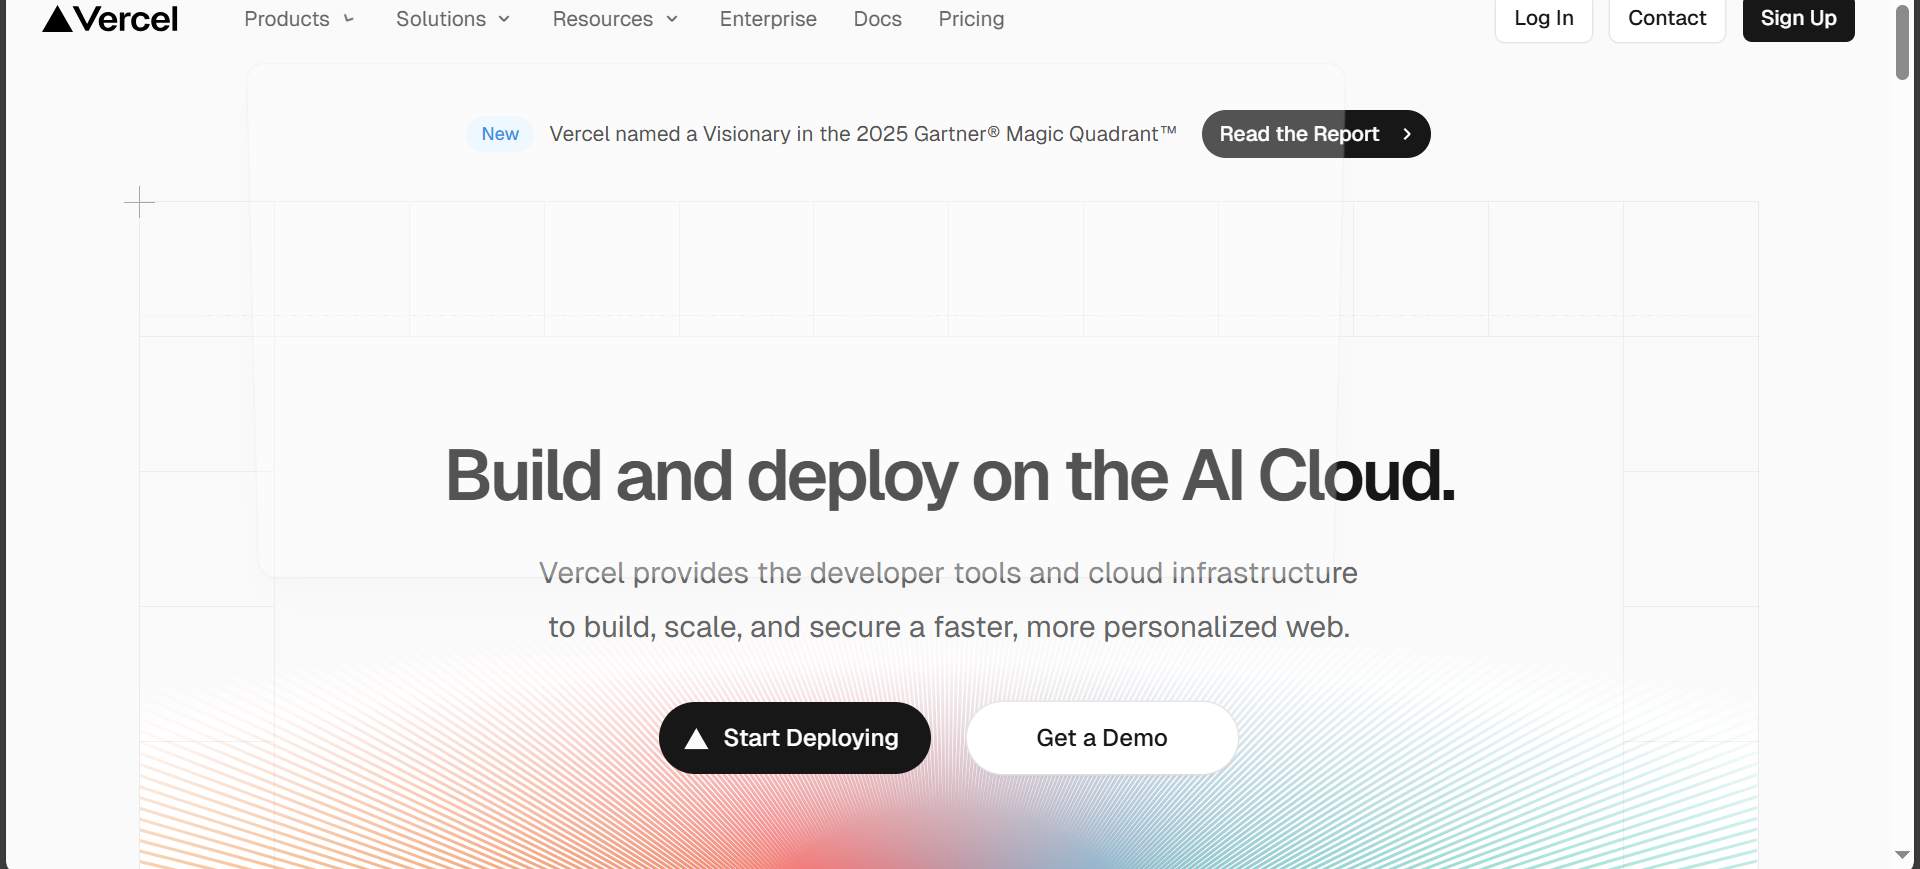 Vercel
Products
Solutions
Resources
Enterprise
Docs
Pricing
Log In
Contact
Sign Up
New
Vercel named a Visionary in the 2025 Gartner® Magic Quadrant™
Read the Report
Build and deploy on the AI Cloud.
Vercel provides the developer tools and cloud infrastructure
to build, scale, and secure a faster, more personalized web.
Start Deploying
Get a Demo